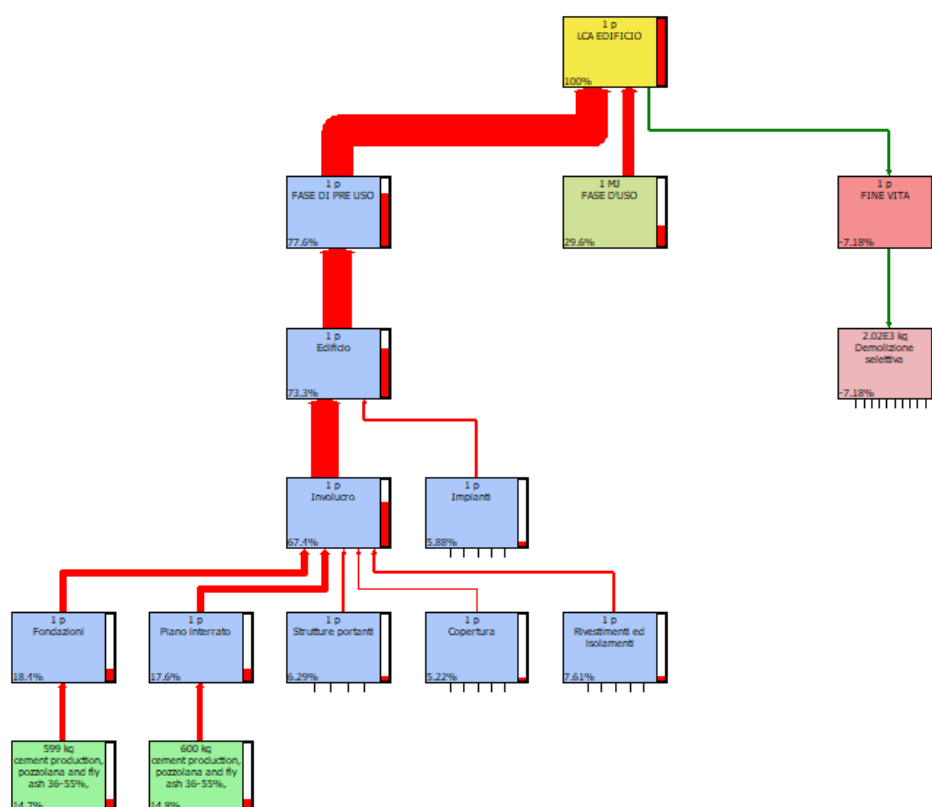 1 p
LCA EDIFICIO
100%
1 p
FASE DI PRE USO
77.6%
1 MJ
FASE D'USO
29.6%
1 p
FINE VITA
-7.18%
1 p
Edificio
73.3%
2.02E3 kg
Demolizione
selettiva
-7.18%
1 p
Involucro
67.4%
1 p
Impianti
5.88%
1 p
Fondazioni
18.4%
1 p
Piano interrato
17.6%
1 p
Strutture portanti
6.29%
1 p
Copertura
5.22%
1 p
Rivestimenti ed
isolamenti
7.61%
599 kg
cement production,
pozzolana and fly
ash 36-55%,
14.7%
600 kg
cement production,
pozzolana and fly
ash 36-55%,
14.8%